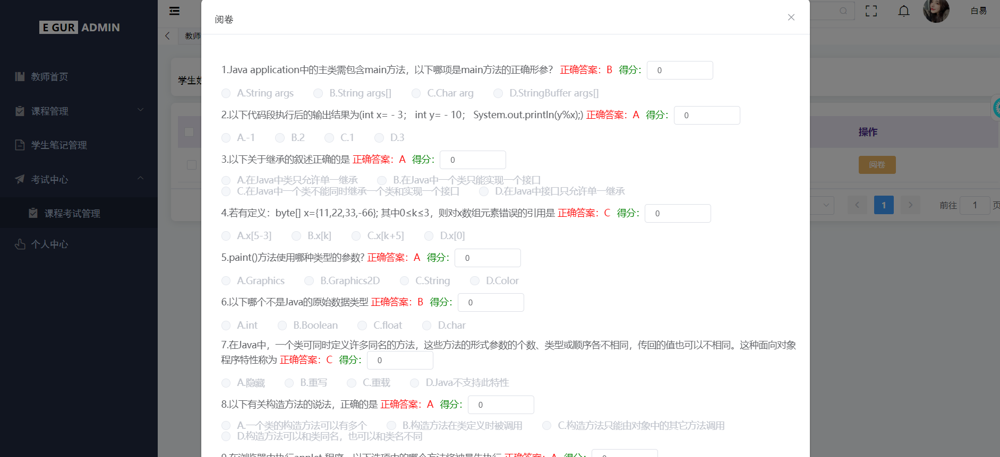 E GUR ADMIN
教师首页
课程管理
学生笔记管理
考试中心
课程考试管理
个人中心
教师
白易
学生姓
操作
阅卷
1
前往 1 页
阅卷
1.Java application中的主类需包含main方法，以下哪项是main方法的正确形参？ 正确答案：B 得分： 0
A.String args B.String args[] C.Char arg D.StringBuffer args[]
2.以下代码段执行后的输出结果为(int x= - 3； int y= - 10； System.out.println(y%x);) 正确答案：A 得分： 0
A.-1 B.2 C.1 D.3
3.以下关于继承的叙述正确的是 正确答案：A 得分： 0
A.在Java中类只允许单一继承 B.在Java中一个类只能实现一个接口
C.在Java中一个类不能同时继承一个类和实现一个接口 D.在Java中接口只允许单一继承
4.若有定义：byte[] x={11,22,33,-66}; 其中0≤k≤3，则对x数组元素错误的引用是 正确答案：C 得分： 0
A.x[5-3] B.x[k] C.x[k+5] D.x[0]
5.paint()方法使用哪种类型的参数? 正确答案：A 得分： 0
A.Graphics B.Graphics2D C.String D.Color
6.以下哪个不是Java的原始数据类型 正确答案：B 得分： 0
A.int B.Boolean C.float D.char
7.在Java中，一个类可同时定义许多同名的方法，这些方法的形式参数的个数、类型或顺序各不相同，传回的值也可以不相同。这种面向对象
程序特性称为 正确答案：C 得分： 0
A.隐藏 B.重写 C.重载 D.Java不支持此特性
8.以下有关构造方法的说法，正确的是 正确答案：A 得分： 0
A.一个类的构造方法可以有多个 B.构造方法在类定义时被调用 C.构造方法只能由对象中的其它方法调用
D.构造方法可以和类同名，也可以和类名不同
9.在浏览器中执行applet 程序，以下选项中的哪个方法将被最先执行 正确答案：A 得分： 0